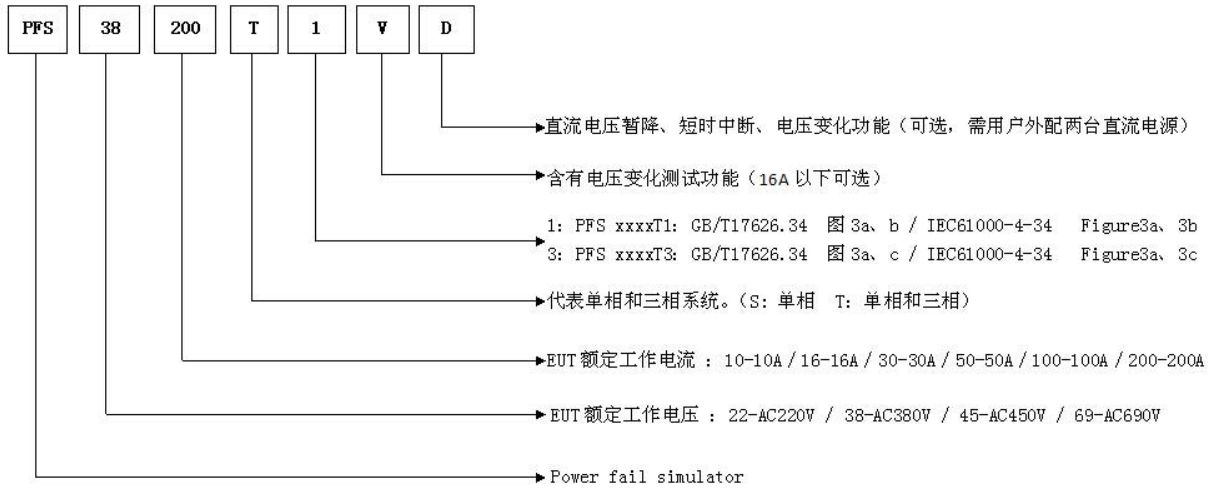 PFS 38 200 T 1 V D
直流电压暂降、短时中断、电压变化功能（可选，需用户外配两台直流电源）
含有电压变化测试功能（16A 以下可选）
1: PFS xxxxT1: GB/T17626.34 图 3a、b / IEC61000-4-34 Figure3a、3b
3: PFS xxxxT3: GB/T17626.34 图 3a、c / IEC61000-4-34 Figure3a、3c
代表单相和三相系统。（S: 单相 T: 单相和三相）
EUT 额定工作电流 : 10-10A / 16-16A / 30-30A / 50-50A / 100-100A / 200-200A
EUT 额定工作电压 : 22-AC220V / 38-AC380V / 45-AC450V / 69-AC690V
Power fail simulator